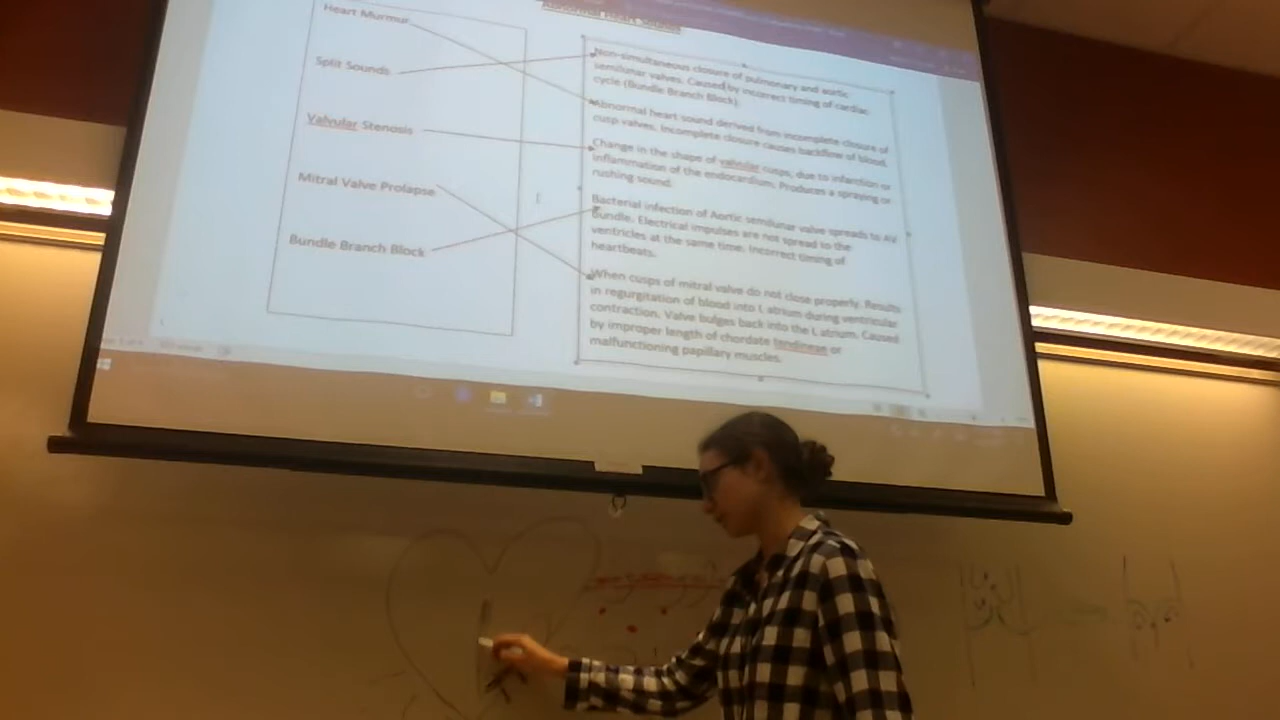 Abnormal Heart Sounds
Heart Murmur
Split Sounds
Valvular Stenosis
Mitral Valve Prolapse
Bundle Branch Block
Non-simultaneous closure of pulmonary and aortic
semilunar valves. Caused by incorrect timing of cardiac
cycle (Bundle Branch Block).
Abnormal heart sound derived from incomplete closure of
cusp valves. Incomplete closure causes backflow of blood.
Change in the shape of valvular cusps, due to infarction or
inflammation of the endocardium. Produces a spraying or
rushing sound.
Bacterial infection of Aortic semilunar valve spreads to AV
bundle. Electrical impulses are not spread to the
ventricles at the same time. Incorrect timing of
heartbeats.
When cusps of mitral valve do not close properly. Results
in regurgitation of blood into L atrium during ventricular
contraction. Valve bulges back into the L atrium. Caused
by improper length of chordate tendineae or
malfunctioning papillary muscles.